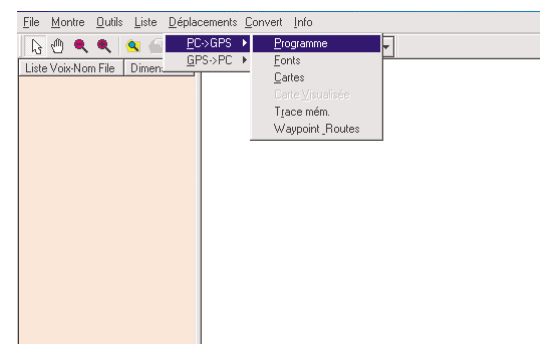 File Montre Outils Liste Déplacements Convert Info
PC->GPS
GPS->PC
Programme
Fonts
Cartes
Carte Visualisée
Trace mém.
Waypoint_Routes
Liste Voix-Nom File Dimen